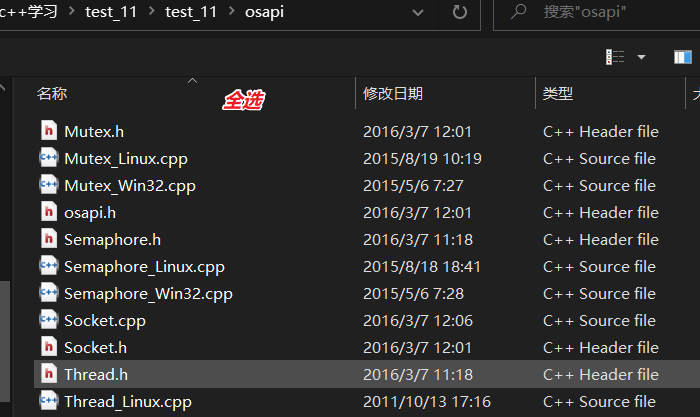 c++学习 > test_11 > test_11 > osapi 搜索"osapi"
名称 全选 修改日期 类型
Mutex.h 2016/3/7 12:01 C++ Header file
Mutex_Linux.cpp 2015/8/19 10:19 C++ Source file
Mutex_Win32.cpp 2015/5/6 7:27 C++ Source file
osapi.h 2016/3/7 12:01 C++ Header file
Semaphore.h 2016/3/7 11:18 C++ Header file
Semaphore_Linux.cpp 2015/8/18 18:41 C++ Source file
Semaphore_Win32.cpp 2015/5/6 7:28 C++ Source file
Socket.cpp 2016/3/7 12:06 C++ Source file
Socket.h 2016/3/7 12:01 C++ Header file
Thread.h 2016/3/7 11:18 C++ Header file
Thread_Linux.cpp 2011/10/13 17:16 C++ Source file